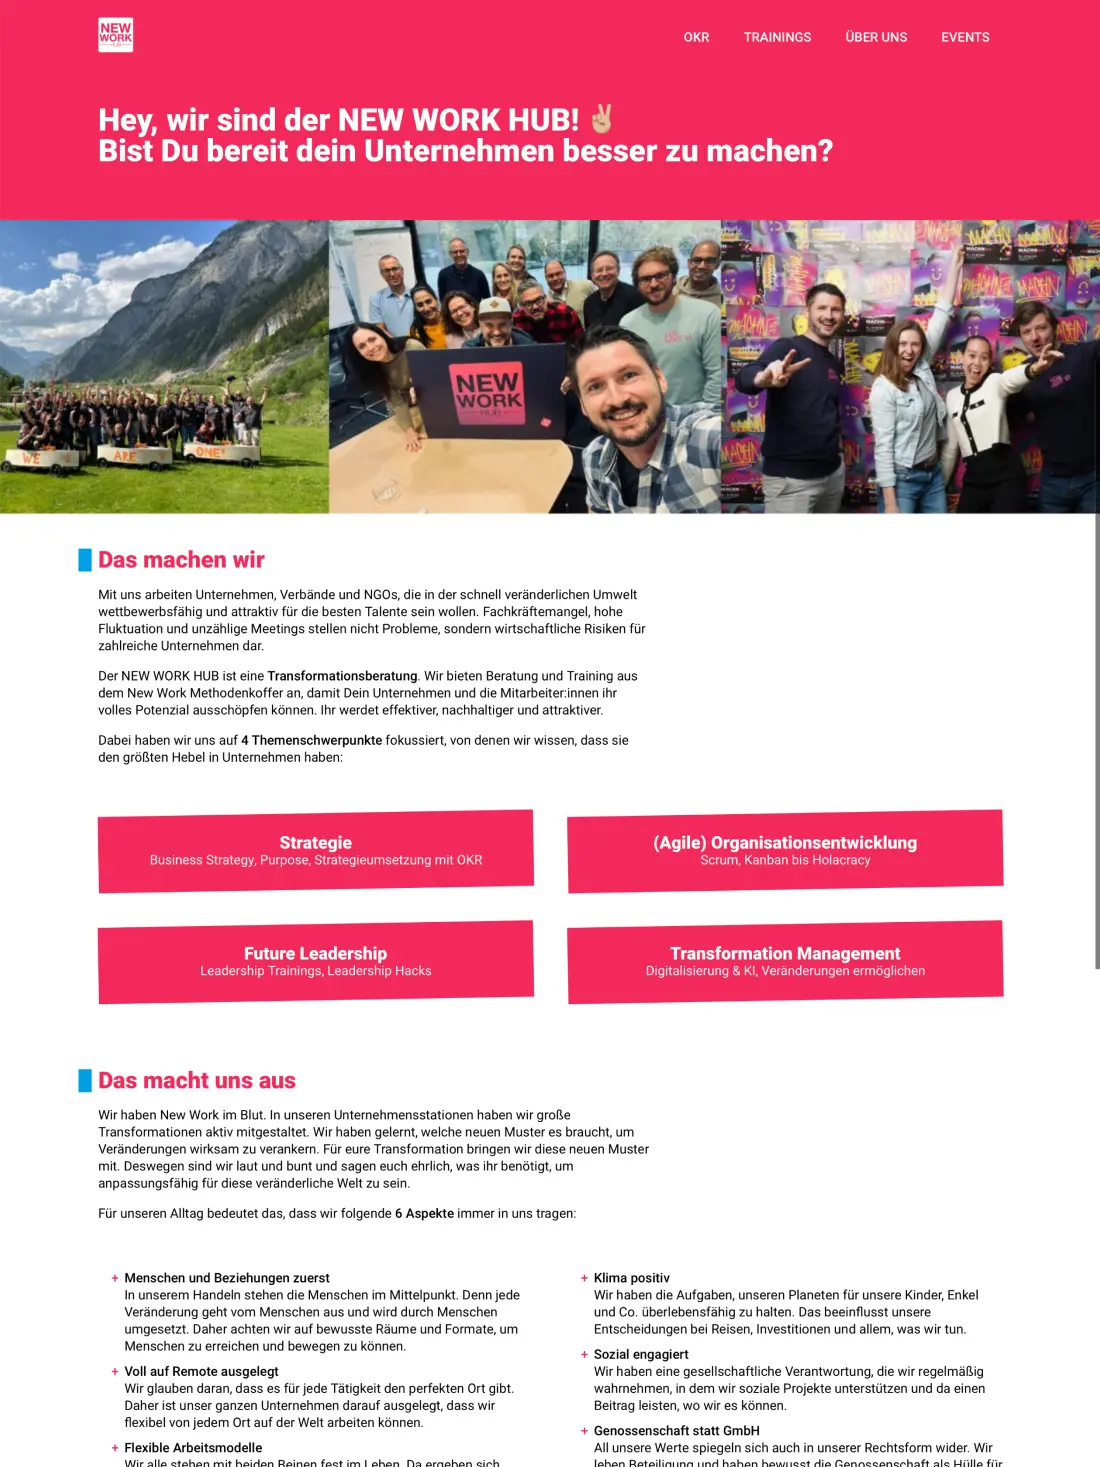 NEW
WORK
HUB
OKR
TRAININGS
ÜBER UNS
EVENTS
Hey, wir sind der NEW WORK HUB! ✌🏼
Bist Du bereit dein Unternehmen besser zu machen?
WE
ARE
ONE!
NEW
WORK
HUB
MACHN
Das machen wir
Mit uns arbeiten Unternehmen, Verbände und NGOs, die in der schnell veränderlichen Umwelt
wettbewerbsfähig und attraktiv für die besten Talente sein wollen. Fachkräftemangel, hohe
Fluktuation und unzählige Meetings stellen nicht Probleme, sondern wirtschaftliche Risiken für
zahlreiche Unternehmen dar.
Der NEW WORK HUB ist eine Transformationsberatung. Wir bieten Beratung und Training aus
dem New Work Methodenkoffer an, damit Dein Unternehmen und die Mitarbeiter:innen ihr
volles Potenzial ausschöpfen können. Ihr werdet effektiver, nachhaltiger und attraktiver.
Dabei haben wir uns auf 4 Themenschwerpunkte fokussiert, von denen wir wissen, dass sie
den größten Hebel in Unternehmen haben:
Strategie
Business Strategy, Purpose, Strategieumsetzung mit OKR
(Agile) Organisationsentwicklung
Scrum, Kanban bis Holacracy
Future Leadership
Leadership Trainings, Leadership Hacks
Transformation Management
Digitalisierung & KI, Veränderungen ermöglichen
Das macht uns aus
Wir haben New Work im Blut. In unseren Unternehmensstationen haben wir große
Transformationen aktiv mitgestaltet. Wir haben gelernt, welche neuen Muster es braucht, um
Veränderungen wirksam zu verankern. Für eure Transformation bringen wir diese neuen Muster
mit. Deswegen sind wir laut und bunt und sagen euch ehrlich, was ihr benötigt, um
anpassungsfähig für diese veränderliche Welt zu sein.
Für unseren Alltag bedeutet das, dass wir folgende 6 Aspekte immer in uns tragen:
+ Menschen und Beziehungen zuerst
In unserem Handeln stehen die Menschen im Mittelpunkt. Denn jede
Veränderung geht vom Menschen aus und wird durch Menschen
umgesetzt. Daher achten wir auf bewusste Räume und Formate, um
Menschen zu erreichen und bewegen zu können.
+ Voll auf Remote ausgelegt
Wir glauben daran, dass es für jede Tätigkeit den perfekten Ort gibt.
Daher ist unser ganzen Unternehmen darauf ausgelegt, dass wir
flexibel von jedem Ort auf der Welt arbeiten können.
+ Flexible Arbeitsmodelle
Wir alle stehen mit beiden Beinen fest im Leben. Da ergeben sich
+ Klima positiv
Wir haben die Aufgaben, unseren Planeten für unsere Kinder, Enkel
und Co. überlebensfähig zu halten. Das beeinflusst unsere
Entscheidungen bei Reisen, Investitionen und allem, was wir tun.
+ Sozial engagiert
Wir haben eine gesellschaftliche Verantwortung, die wir regelmäßig
wahrnehmen, in dem wir soziale Projekte unterstützen und da einen
Beitrag leisten, wo wir es können.
+ Genossenschaft statt GmbH
All unsere Werte spiegeln sich auch in unserer Rechtsform wider. Wir
leben Beteiligung und haben bewusst die Genossenschaft als Hülle für